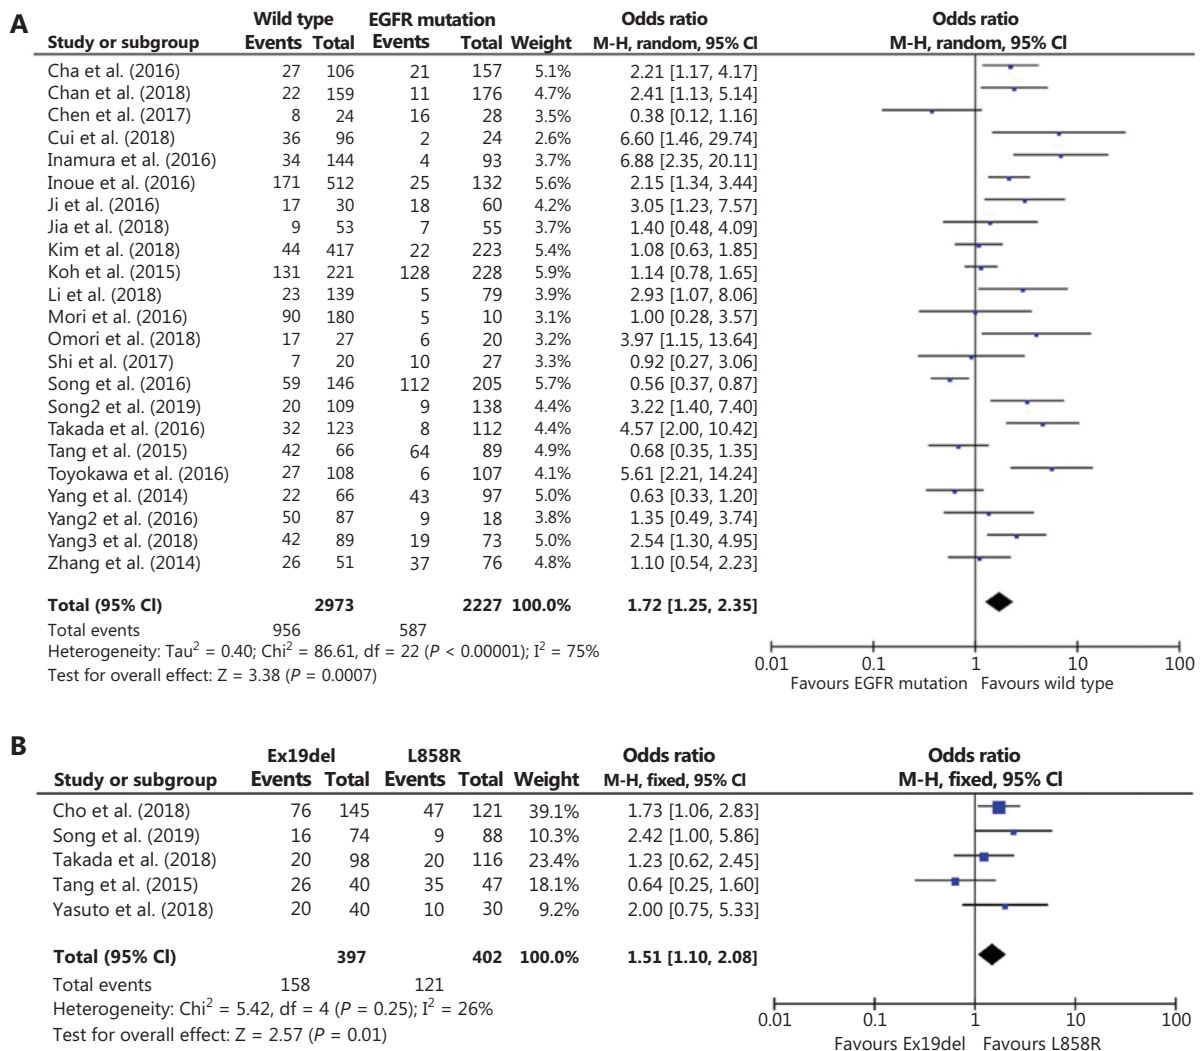 A
Wild type EGFR mutation Odds ratio Odds ratio
Study or subgroup Events Total Events Total Weight M-H, random, 95% CI M-H, random, 95% CI
Cha et al. (2016) 27 106 21 157 5.1% 2.21 [1.17, 4.17]
Chan et al. (2018) 22 159 11 176 4.7% 2.41 [1.13, 5.14]
Chen et al. (2017) 8 24 16 28 3.5% 0.38 [0.12, 1.16]
Cui et al. (2018) 36 96 2 24 2.6% 6.60 [1.46, 29.74]
Inamura et al. (2016) 34 144 4 93 3.7% 6.88 [2.35, 20.11]
Inoue et al. (2016) 171 512 25 132 5.6% 2.15 [1.34, 3.44]
Ji et al. (2016) 17 30 18 60 4.2% 3.05 [1.23, 7.57]
Jia et al. (2018) 9 53 7 55 3.7% 1.40 [0.48, 4.09]
Kim et al. (2018) 44 417 22 223 5.4% 1.08 [0.63, 1.85]
Koh et al. (2015) 131 221 128 228 5.9% 1.14 [0.78, 1.65]
Li et al. (2018) 23 139 5 79 3.9% 2.93 [1.07, 8.06]
Mori et al. (2016) 90 180 5 10 3.1% 1.00 [0.28, 3.57]
Omori et al. (2018) 17 27 6 20 3.2% 3.97 [1.15, 13.64]
Shi et al. (2017) 7 20 10 27 3.3% 0.92 [0.27, 3.06]
Song et al. (2016) 59 146 112 205 5.7% 0.56 [0.37, 0.87]
Song2 et al. (2019) 20 109 9 138 4.4% 3.22 [1.40, 7.40]
Takada et al. (2016) 32 123 8 112 4.4% 4.57 [2.00, 10.42]
Tang et al. (2015) 42 66 64 89 4.9% 0.68 [0.35, 1.35]
Toyokawa et al. (2016) 27 108 6 107 4.1% 5.61 [2.21, 14.24]
Yang et al. (2014) 22 66 43 97 5.0% 0.63 [0.33, 1.20]
Yang2 et al. (2016) 50 87 9 18 3.8% 1.35 [0.49, 3.74]
Yang3 et al. (2018) 42 89 19 73 5.0% 2.54 [1.30, 4.95]
Zhang et al. (2014) 26 51 37 76 4.8% 1.10 [0.54, 2.23]
Total (95% CI) 2973 2227 100.0% 1.72 [1.25, 2.35]
Total events 956 587
Heterogeneity: Tau² = 0.40; Chi² = 86.61, df = 22 (P < 0.00001); I² = 75%
Test for overall effect: Z = 3.38 (P = 0.0007)
0.01 0.1 1 10 100
Favours EGFR mutation Favours wild type
B
Ex19del L858R Odds ratio Odds ratio
Study or subgroup Events Total Events Total Weight M-H, fixed, 95% CI M-H, fixed, 95% CI
Cho et al. (2018) 76 145 47 121 39.1% 1.73 [1.06, 2.83]
Song et al. (2019) 16 74 9 88 10.3% 2.42 [1.00, 5.86]
Takada et al. (2018) 20 98 20 116 23.4% 1.23 [0.62, 2.45]
Tang et al. (2015) 26 40 35 47 18.1% 0.64 [0.25, 1.60]
Yasuto et al. (2018) 20 40 10 30 9.2% 2.00 [0.75, 5.33]
Total (95% CI) 397 402 100.0% 1.51 [1.10, 2.08]
Total events 158 121
Heterogeneity: Chi² = 5.42, df = 4 (P = 0.25); I² = 26%
Test for overall effect: Z = 2.57 (P = 0.01)
0.01 0.1 1 10 100
Favours Ex19del Favours L858R